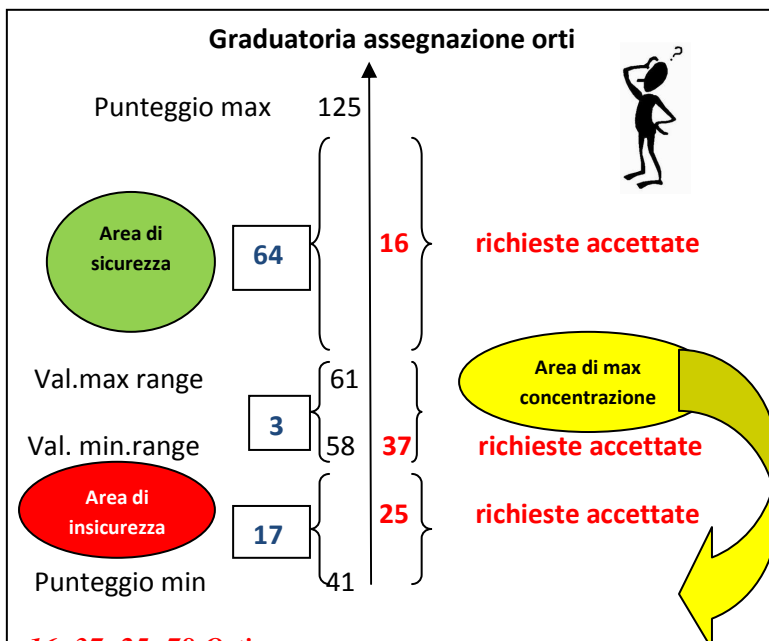 Graduatoria assegnazione orti
?
Punteggio max 125
Area di
sicurezza
64
16 richieste accettate
Val.max range 61
Area di max
concentrazione
3
Val. min.range 58 37 richieste accettate
Area di
insicurezza
17
25 richieste accettate
Punteggio min 41